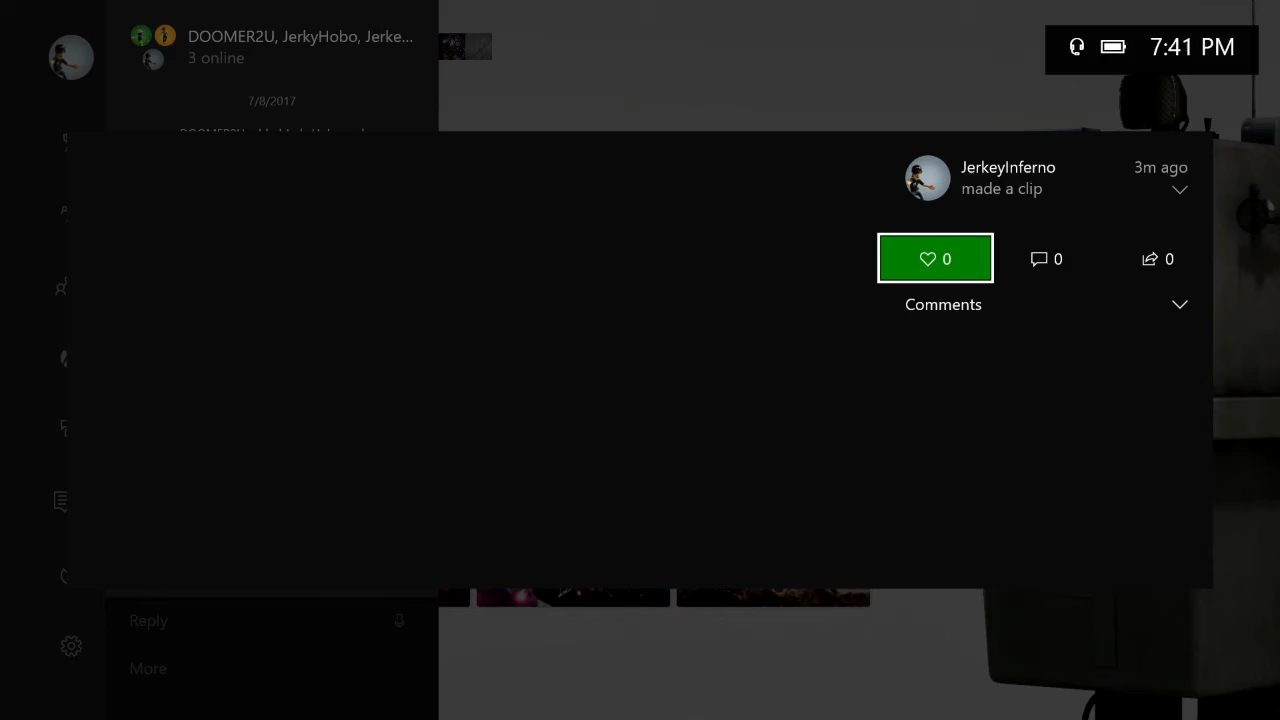 DOOMER2U, JerkyHobo, Jerke...
3 online
7:41 PM
7/8/2017
JerkeyInferno
3m ago
made a clip
0
0
0
Comments
Reply
More